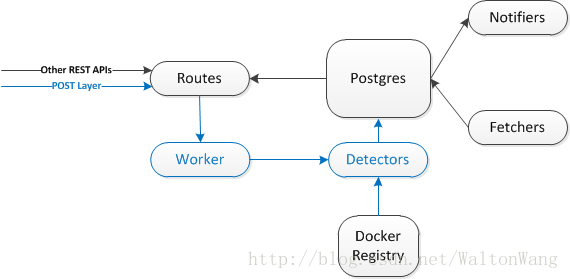 Notifiers
Other REST APIs
Routes
Postgres
POST Layer
Fetchers
Worker
Detectors
Docker
Registry
http://blog.csdn.net/WaltonWang